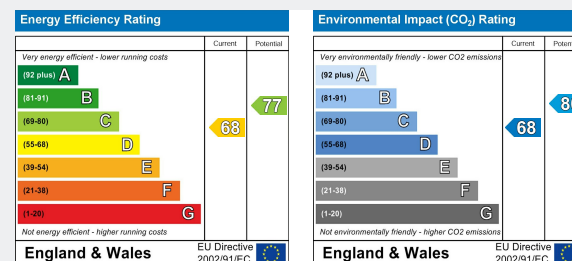 Energy Efficiency Rating
Current Potential
Very energy efficient - lower running costs
(92 plus) A
(81-91) B
77
(69-80) C
68
(55-68) D
(39-54) E
(21-38) F
(1-20) G
Not energy efficient - higher running costs
England & Wales
EU Directive
2002/91/EC
Environmental Impact (CO₂) Rating
Current
Very environmentally friendly - lower CO2 emissions
(92 plus) A
(81-91) B
(69-80) C
68
(55-68) D
(39-54) E
(21-38) F
(1-20) G
Not environmentally friendly - higher CO2 emissions
England & Wales
EU Directive
2002/91/EC